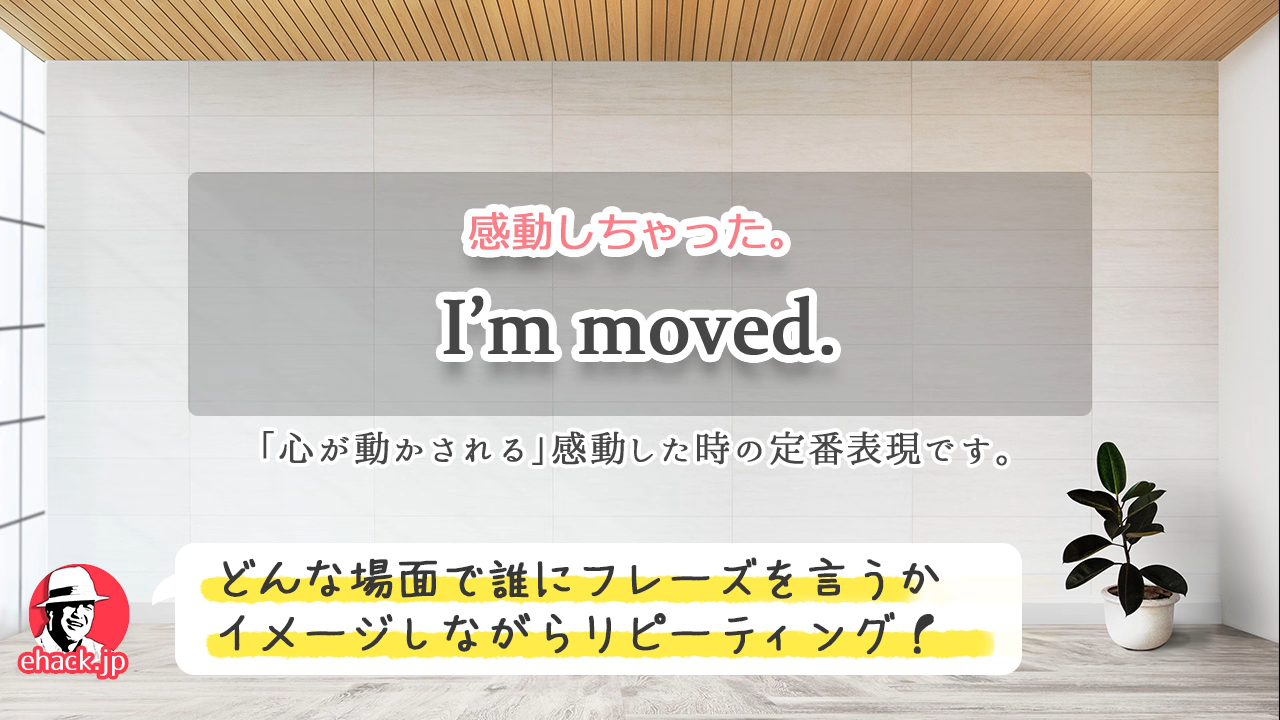 感動しちゃった。
I'm moved.
「心が動かされる」感動した時の定番表現です。
どんな場面で誰にフレーズを言うか
イメージしながらリピーティング！
ehack.jp